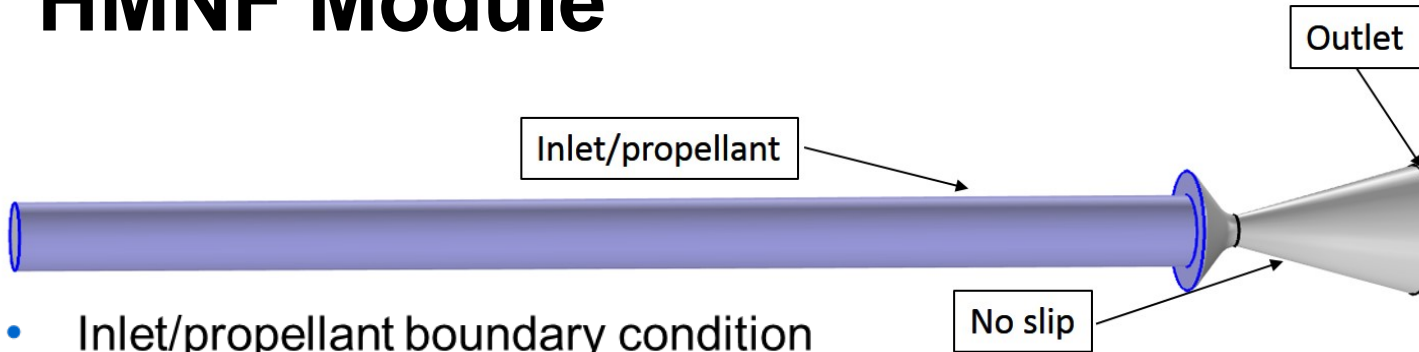 HMNF Module
Outlet
Inlet/propellant
No slip
• Inlet/propellant boundary condition